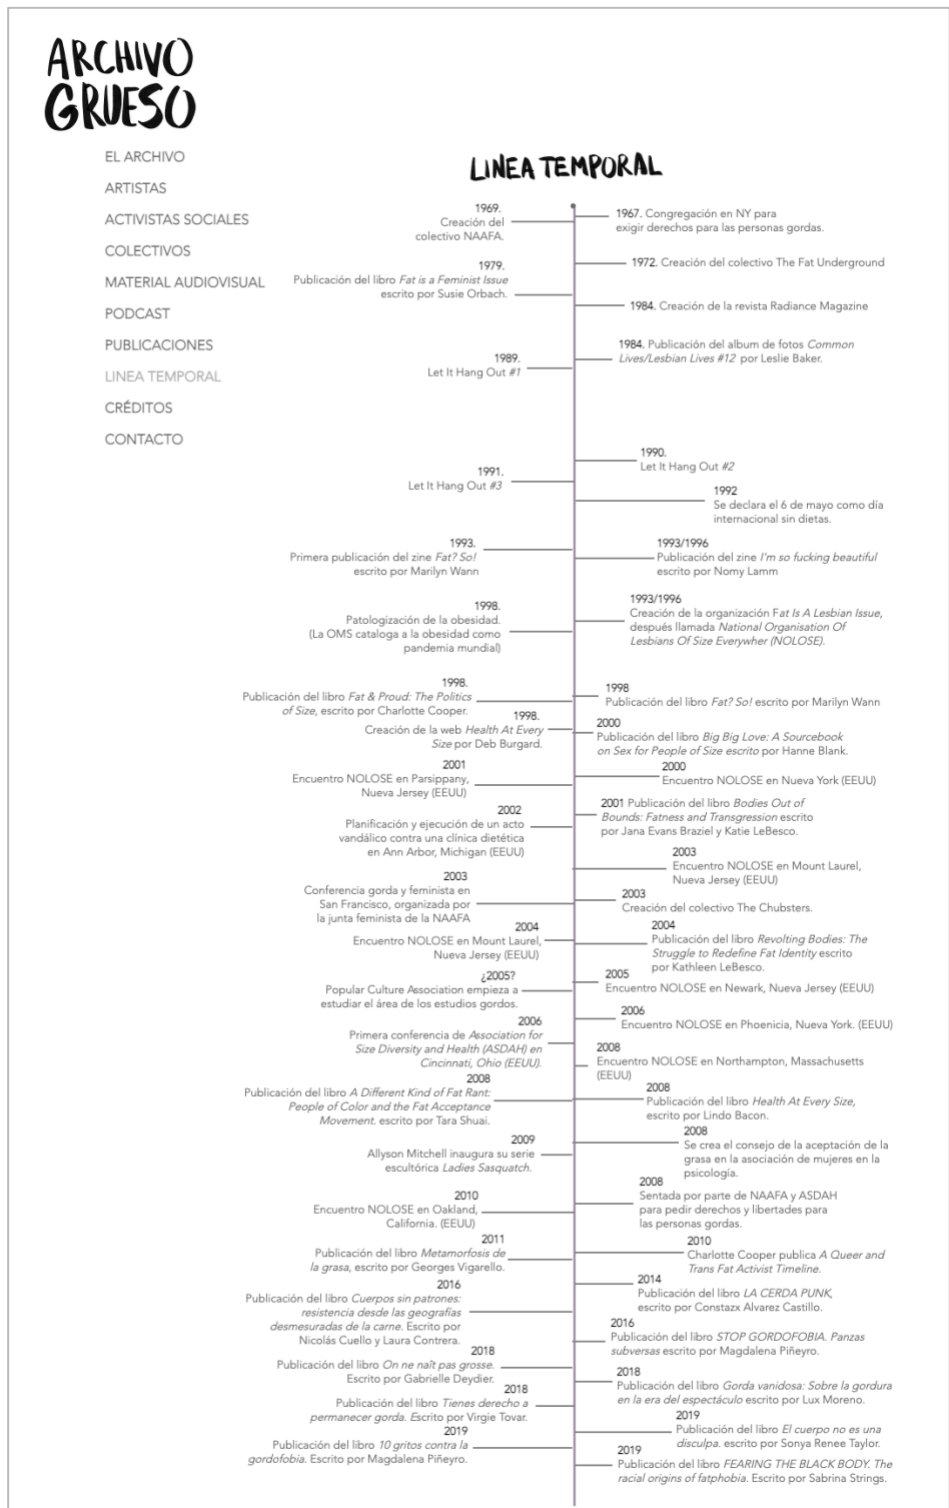 ARCHIVO
GRUESO
EL ARCHIVO
ARTISTAS
ACTIVISTAS SOCIALES
COLECTIVOS
MATERIAL AUDIOVISUAL
PODCAST
PUBLICACIONES
LINEA TEMPORAL
CRÉDITOS
CONTACTO
LINEA TEMPORAL
1969.
Creación del
colectivo NAAFA.
1967. Congregación en NY para
exigir derechos para las personas gordas.
1972. Creación del colectivo The Fat Underground
1979.
Publicación del libro Fat is a Feminist Issue
escrito por Susie Orbach.
1984. Creación de la revista Radiance Magazine
1984. Publicación del album de fotos Common
Lives/Lesbian Lives #12 por Leslie Baker.
1989.
Let It Hang Out #1
1990.
Let It Hang Out #2
1991.
Let It Hang Out #3
1992
Se declara el 6 de mayo como día
internacional sin dietas.
1993.
Primera publicación del zine Fat? So!
escrito por Marilyn Wann
1993/1996
Publicación del zine I'm so fucking beautiful
escrito por Nomy Lamm
1993/1996
Creación de la organización Fat Is A Lesbian Issue,
después llamada National Organisation Of
Lesbians Of Size Everywher (NOLOSE).
1998.
Patologización de la obesidad.
(La OMS cataloga a la obesidad como
pandemia mundial)
1998.
Publicación del libro Fat & Proud: The Politics
of Size, escrito por Charlotte Cooper.
1998
Publicación del libro Fat? So! escrito por Marilyn Wann
1998.
Creación de la web Health At Every
Size por Deb Burgard.
2000
Publicación del libro Big Big Love: A Sourcebook
on Sex for People of Size escrito por Hanne Blank.
2001
Encuentro NOLOSE en Parsippany,
Nueva Jersey (EEUU)
2000
Encuentro NOLOSE en Nueva York (EEUU)
2001 Publicación del libro Bodies Out of
Bounds: Fatness and Transgression escrito
por Jana Evans Braziel y Katie LeBesco.
2002
Planificación y ejecución de un acto
vandálico contra una clínica dietética
en Ann Arbor, Michigan (EEUU)
2003
Encuentro NOLOSE en Mount Laurel,
Nueva Jersey (EEUU)
2003
Conferencia gorda y feminista en
San Francisco, organizada por
la junta feminista de la NAAFA
2003
Creación del colectivo The Chubsters.
2004
Encuentro NOLOSE en Mount Laurel,
Nueva Jersey (EEUU)
2004
Publicación del libro Revolting Bodies: The
Struggle to Redefine Fat Identity escrito
por Kathleen LeBesco.
¿2005?
Popular Culture Association empieza a
estudiar el área de los estudios gordos.
2005
Encuentro NOLOSE en Newark, Nueva Jersey (EEUU)
2006
Encuentro NOLOSE en Phoenicia, Nueva York. (EEUU)
2006
Primera conferencia de Association for
Size Diversity and Health (ASDAH) en
Cincinnati, Ohio (EEUU).
2008
Encuentro NOLOSE en Northampton, Massachusetts
(EEUU)
2008
Publicación del libro A Different Kind of Fat Rant:
People of Color and the Fat Acceptance
Movement. escrito por Tara Shuai.
2008
Publicación del libro Health At Every Size,
escrito por Lindo Bacon.
2008
Se crea el consejo de la aceptación de la
grasa en la asociación de mujeres en la
psicología.
2009
Allyson Mitchell inaugura su serie
escultórica Ladies Sasquatch.
2008
Sentada por parte de NAAFA y ASDAH
para pedir derechos y libertades para
las personas gordas.
2010
Encuentro NOLOSE en Oakland,
California. (EEUU)
2010
Charlotte Cooper publica A Queer and
Trans Fat Activist Timeline.
2011
Publicación del libro Metamorfosis de
la grasa, escrito por Georges Vigarello.
2014
Publicación del libro LA CERDA PUNK,
escrito por Constazx Alvarez Castillo.
2016
Publicación del libro Cuerpos sin patrones:
resistencia desde las geografías
desmesuradas de la carne. Escrito por
Nicolás Cuello y Laura Contrera.
2016
Publicación del libro STOP GORDOFOBIA. Panzas
subversas escrito por Magdalena Piñeyro.
2018
Publicación del libro On ne naît pas grosse.
Escrito por Gabrielle Deydier.
2018
Publicación del libro Gorda vanidosa: Sobre la gordura
en la era del espectáculo escrito por Lux Moreno.
2018
Publicación del libro Tienes derecho a
permanecer gorda. Escrito por Virgie Tovar.
2019
Publicación del libro El cuerpo no es una
disculpa. escrito por Sonya Renee Taylor.
2019
Publicación del libro 10 gritos contra la
gordofobia. Escrito por Magdalena Piñeyro.
2019
Publicación del libro FEARING THE BLACK BODY. The
racial origins of fatphobia. Escrito por Sabrina Strings.